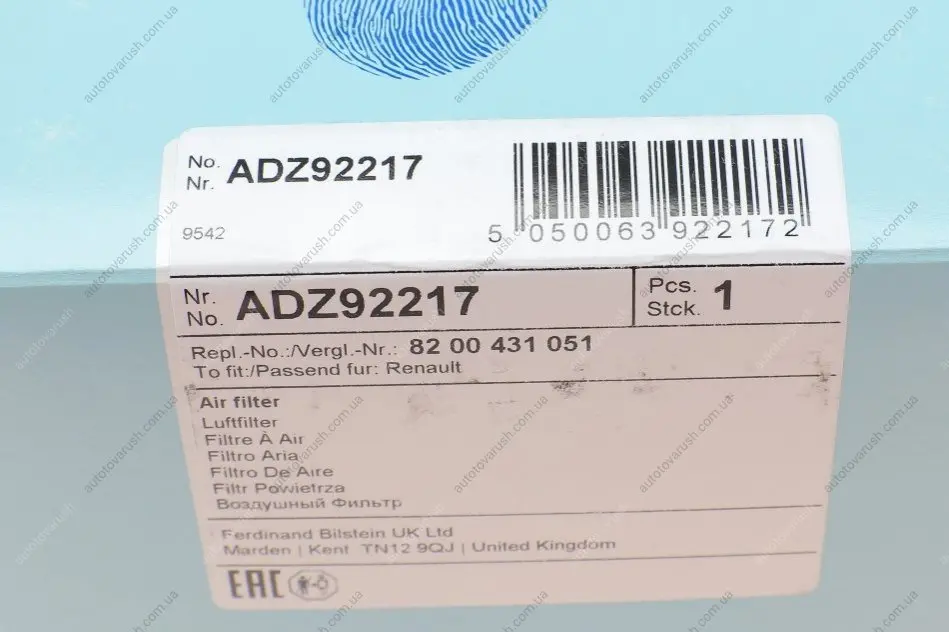 No.
Nr. ADZ92217
9542
5 050063 922172
Nr.
No. ADZ92217
Pcs.
Stck. 1
Repl.-No.:/Vergl.-Nr.: 82 00 431 051
To fit:/Passend fur: Renault
Air filter
Luftfilter
Filtre À Air
Filtro Aria
Filtro De Aire
Filtr Powietrza
Воздушный Фильтр
Ferdinand Bilstein UK Ltd
Marden | Kent TN12 9QJ | United Kingdom
EAC
autotovarush.com.ua